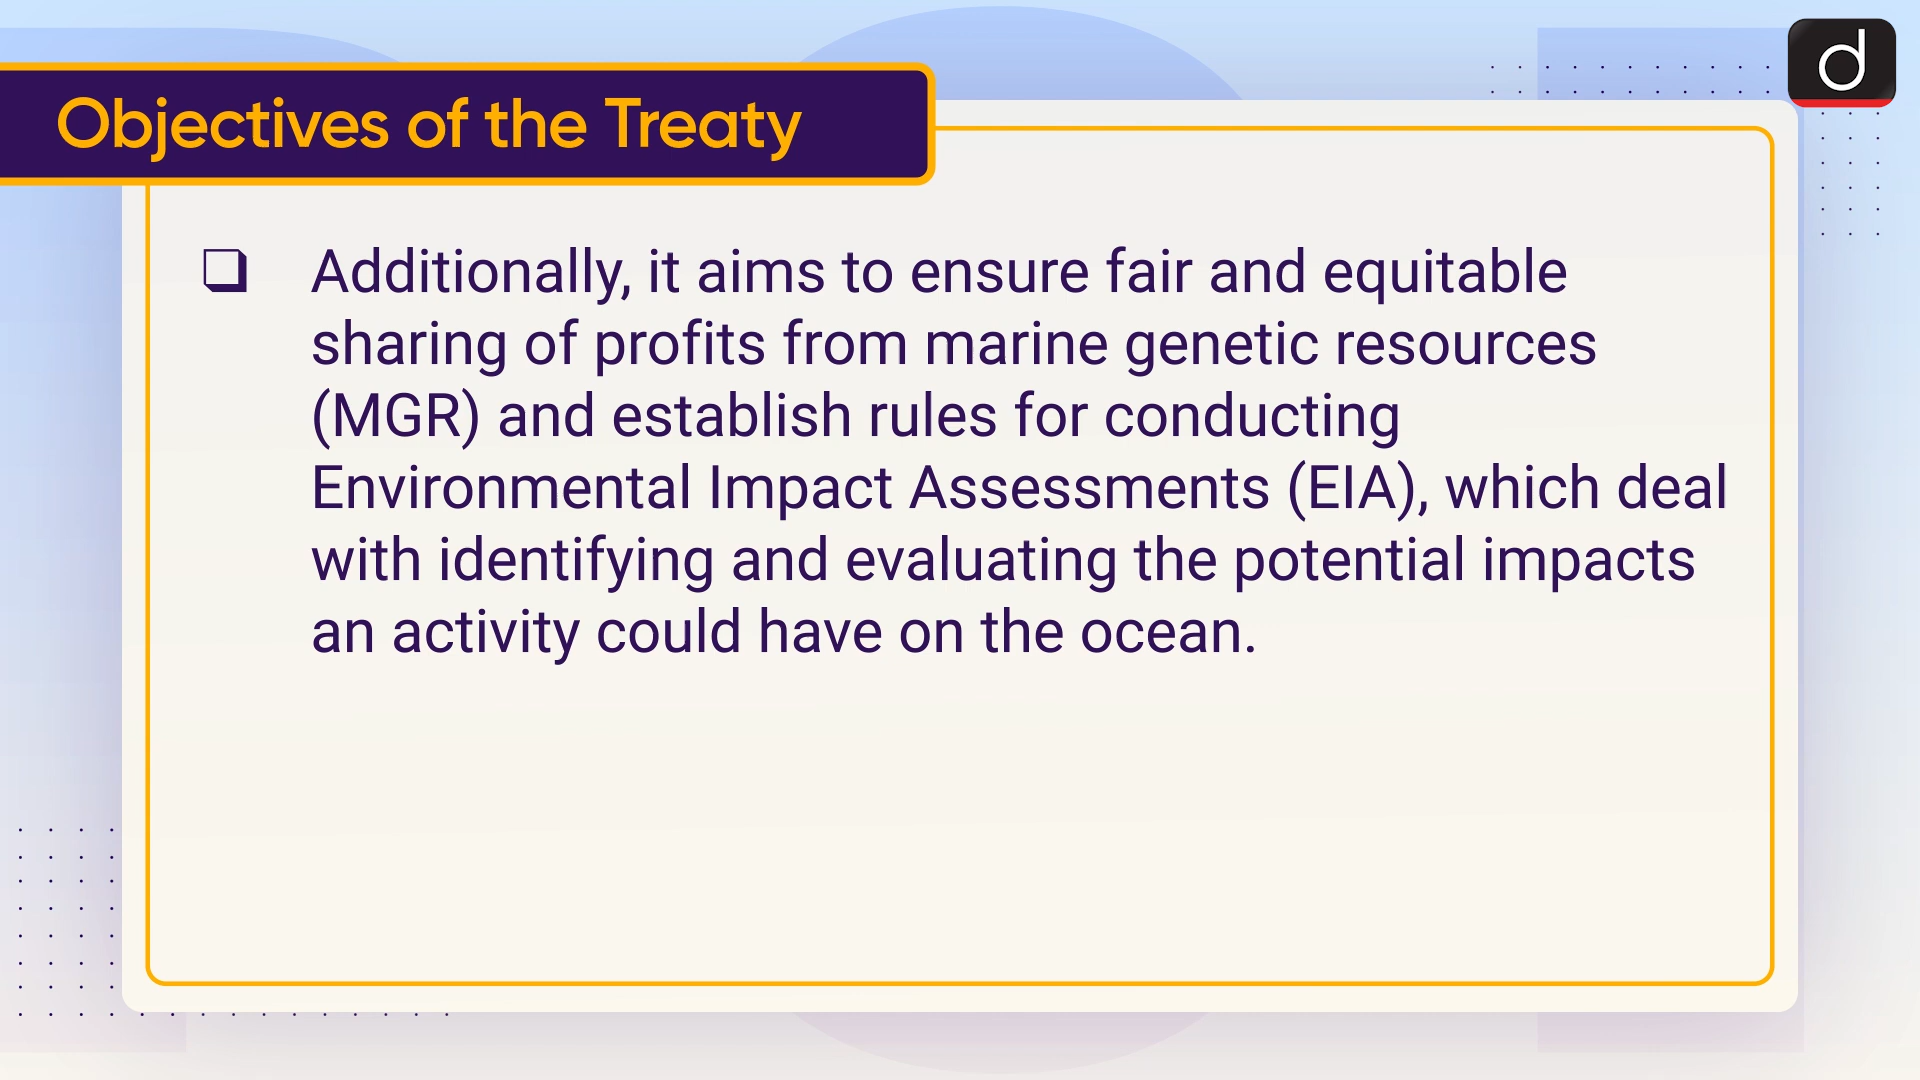 Objectives of the Treaty
d
❑ Additionally, it aims to ensure fair and equitable
sharing of profits from marine genetic resources
(MGR) and establish rules for conducting
Environmental Impact Assessments (EIA), which deal
with identifying and evaluating the potential impacts
an activity could have on the ocean.